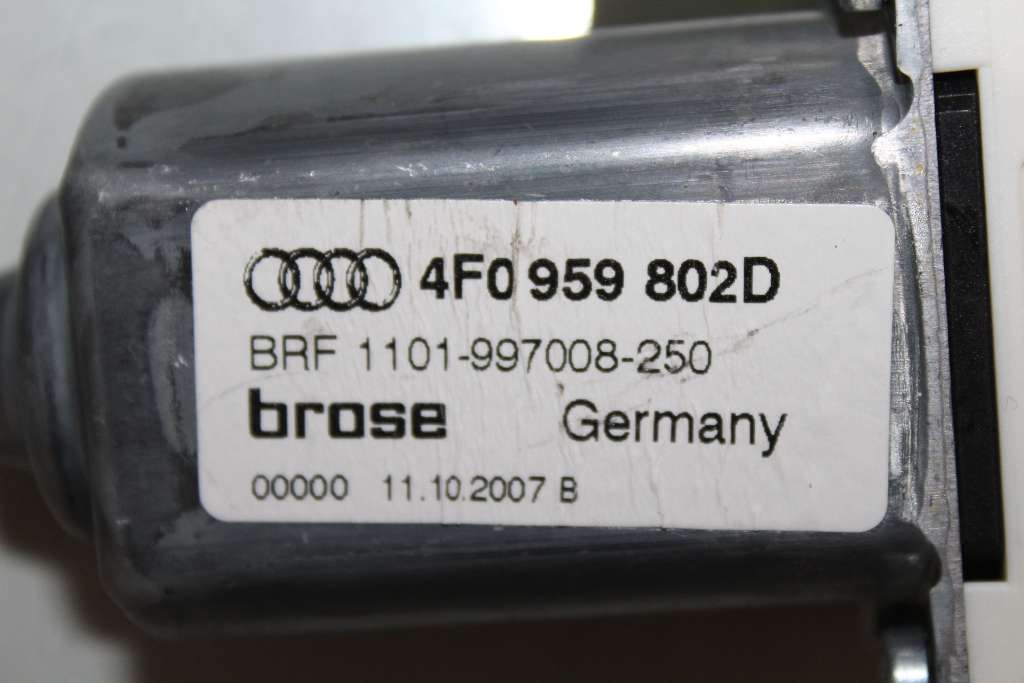 4F0 959 802D
BRF 1101-997008-250
brose Germany
00000 11.10.2007 B